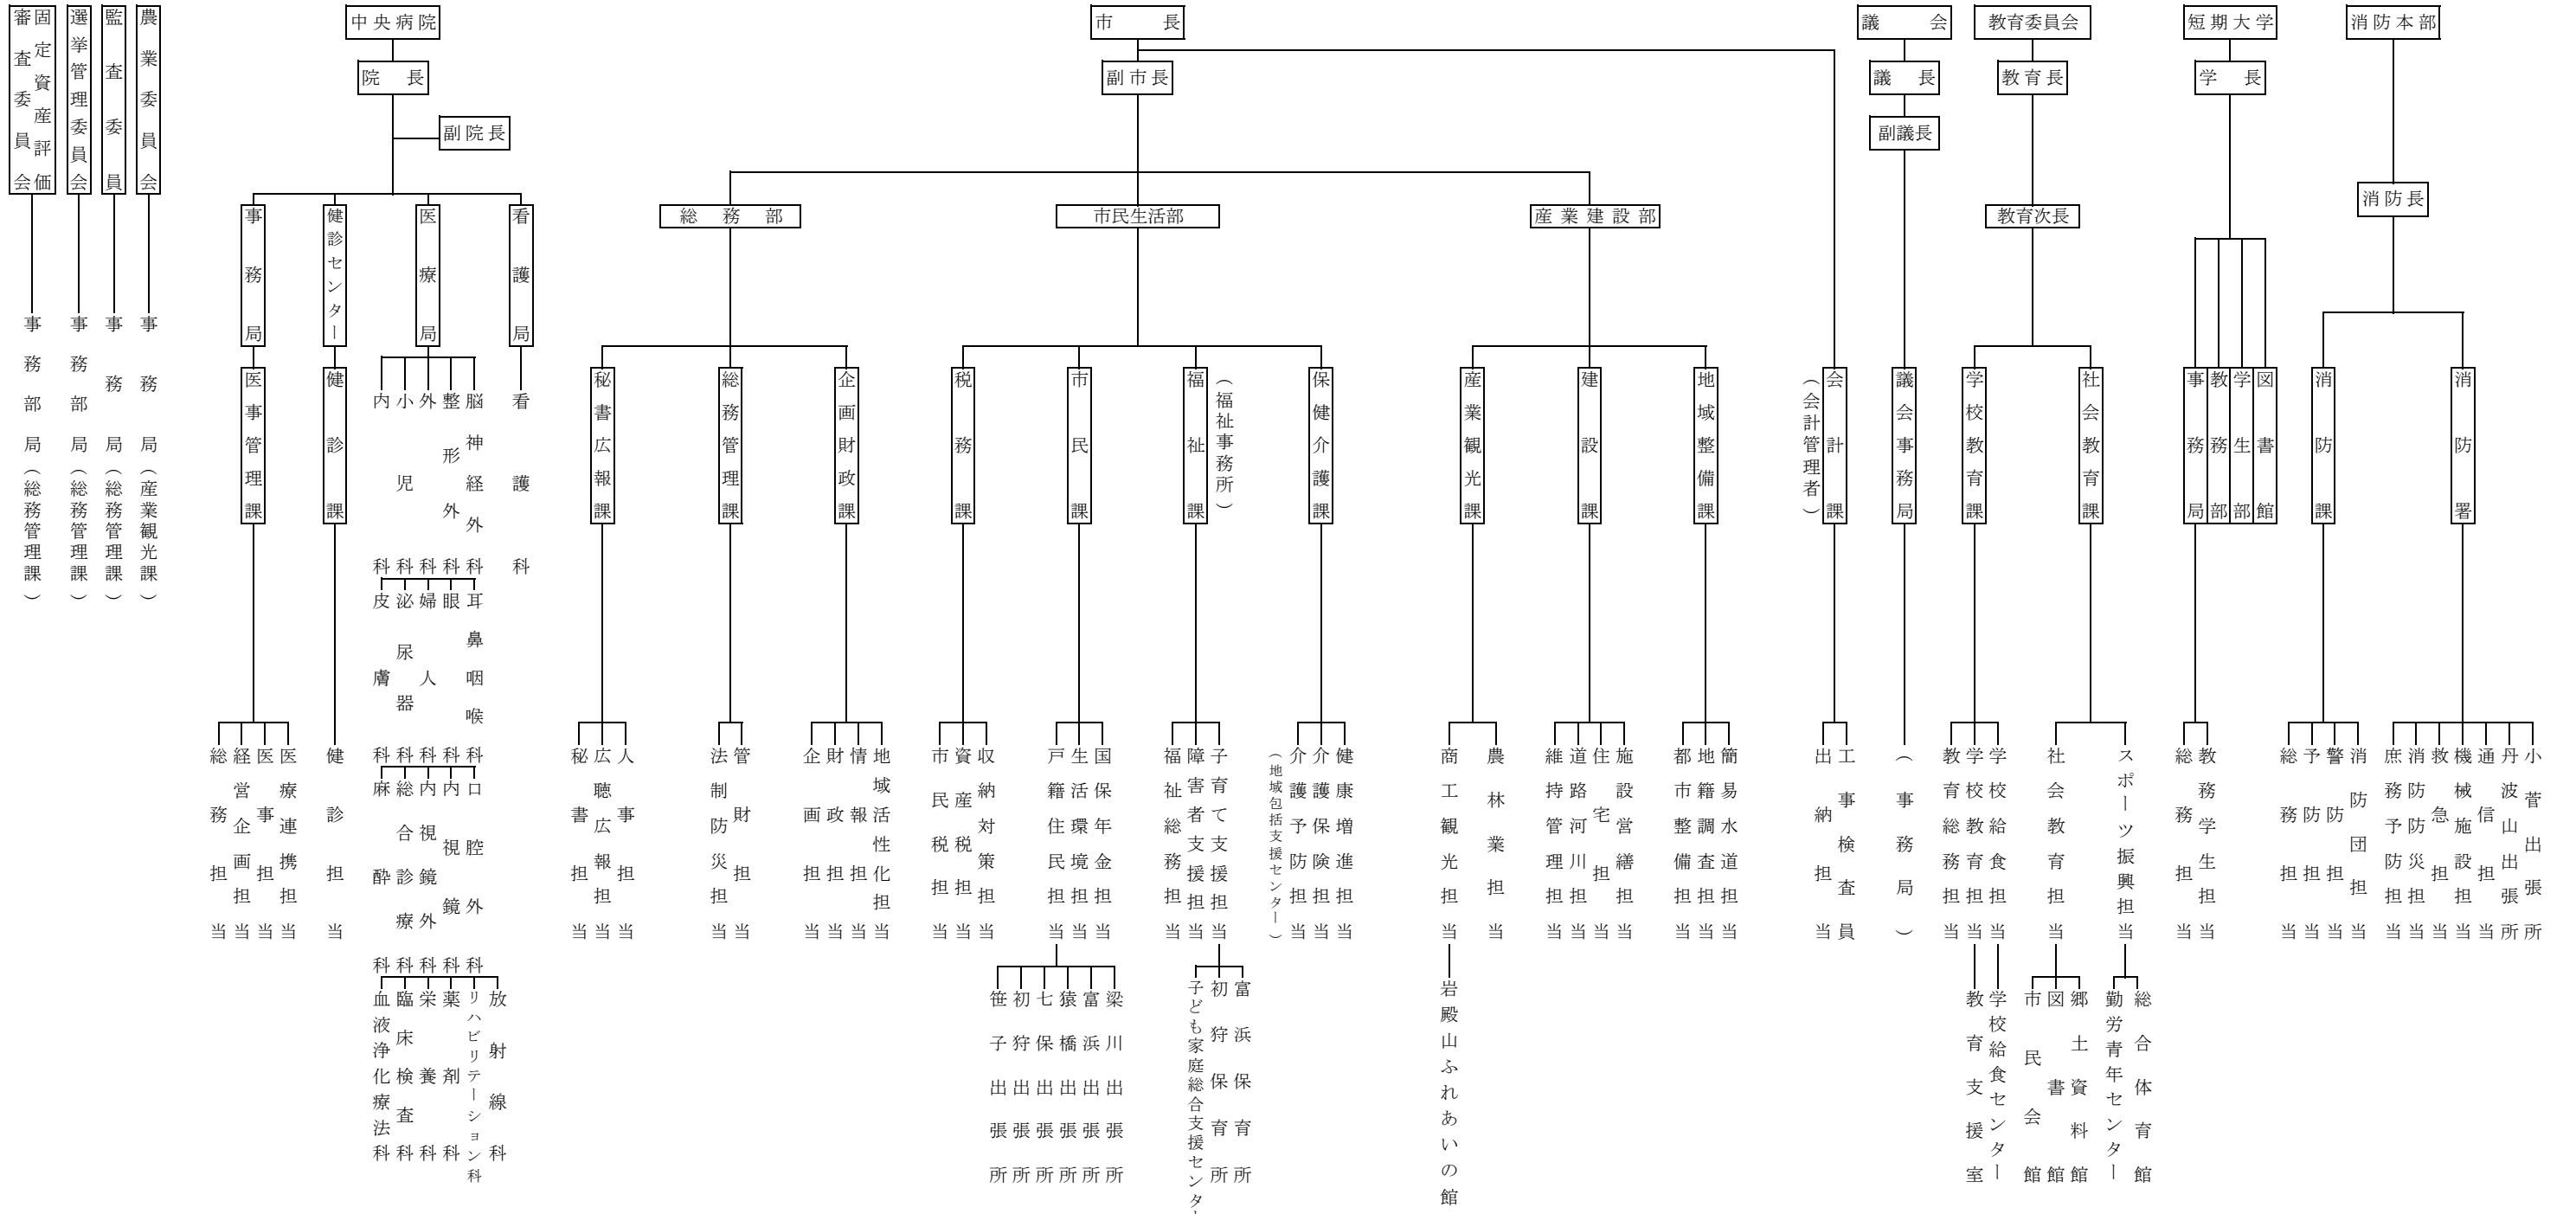 固定資産評価
審査委員会
選挙管理委員会
監査委員
農業委員会
事務部局(総務管理課)
事務部局(総務管理課)
事務局(総務管理課)
事務局(産業観光課)
中央病院
院長
副院長
事務局
健診センター
医療局
看護局
医事管理課
健診課
内科
小児科
外科
整形外科
脳神経外科
看護科
皮膚科
泌尿器科
婦人科
眼科
耳鼻咽喉科
麻酔科
総合診療科
内視鏡外科
内視鏡科
口腔外科
血液浄化療法科
臨床検査科
栄養科
薬剤科
リハビリテーション科
放射線科
総務担当
経営企画担当
医事担当
医療連携担当
健診担当
市長
副市長
総務部
市民生活部
産業建設部
秘書広報課
総務管理課
企画財政課
税務課
市民課
福祉課
(福祉事務所)
保健介護課
産業観光課
建設課
地域整備課
(会計管理者)
会計課
秘書担当
広聴広報担当
人事担当
法制防災担当
管財担当
企画担当
財政担当
情報担当
地域活性化担当
市民税担当
資産税担当
収納対策担当
戸籍住民担当
生活環境担当
国保年金担当
福祉総務担当
障害者支援担当
子育て支援担当
(地域包括支援センター)
介護予防担当
介護保険担当
健康増進担当
商工観光担当
農林業担当
維持管理担当
道路河川担当
住宅担当
施設営繕担当
都市整備担当
地籍調査担当
簡易水道担当
出納担当
工事検査員
笹子出張所
初狩出張所
七保出張所
猿橋出張所
富浜出張所
梁川出張所
子ども家庭総合支援センター
初狩保育所
富浜保育所
岩殿山ふれあいの館
議会
議長
副議長
議会事務局
(事務局)
教育委員会
教育長
教育次長
学校教育課
社会教育課
教育総務担当
学校教育担当
学校給食担当
社会教育担当
スポーツ振興担当
教育支援室
学校給食センター
市民会館
図書館
郷土資料館
勤労青年センター
総合体育館
短期大学
学長
事務局
教務部
学生部
図書館
総務担当
教務学生担当
消防本部
消防長
消防課
消防署
総務担当
予防担当
警防担当
消防団担当
庶務予防担当
消防防災担当
救急担当
機械施設担当
通信担当
丹波山出張所
小菅出張所